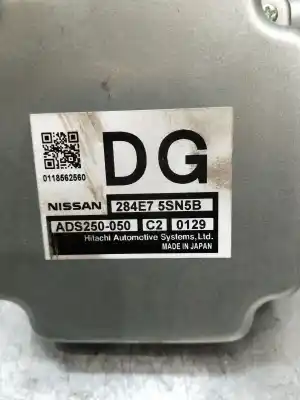 DG
0118562560
NISSAN 284E7 5SN5B
ADS250-050 C2 0129
Hitachi Automotive Systems, Ltd.
MADE IN JAPAN